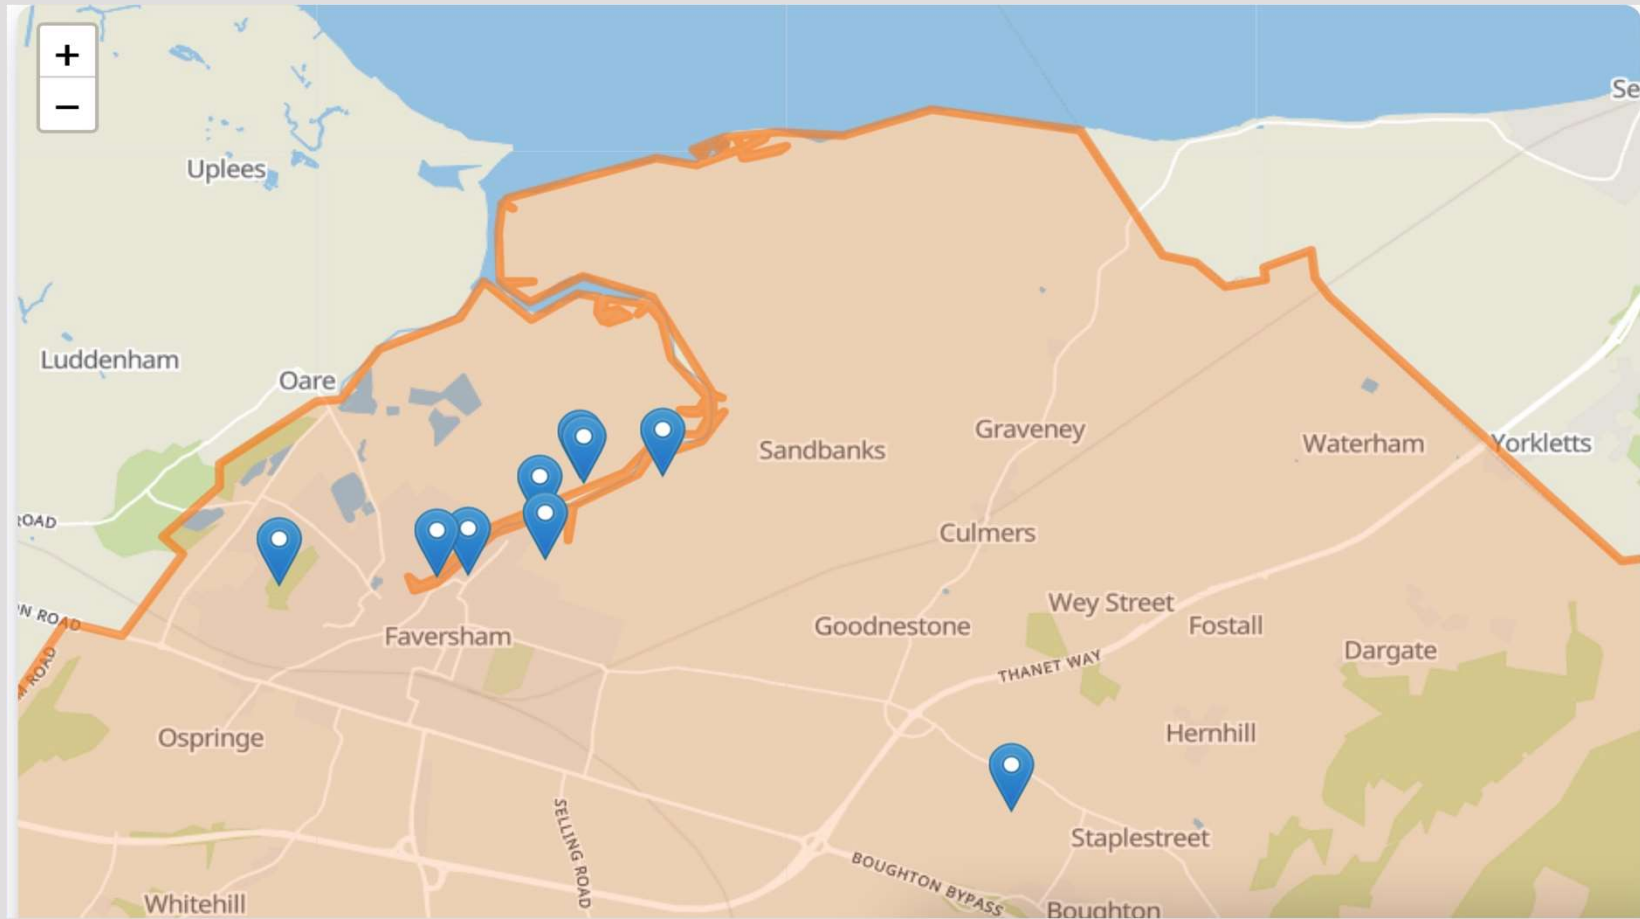 +
−
Se
Uplees
Luddenham
Oare
Graveney
Sandbanks
Waterham
Yorkletts
ROAD
Culmers
Wey Street
N ROAD
Goodnestone
Fostall
Faversham
Dargate
THANET WAY
ROAD
Hernhill
Ospringe
Staplestreet
SELLING ROAD
BOUGHTON BYPASS
Whitehill
Boughton